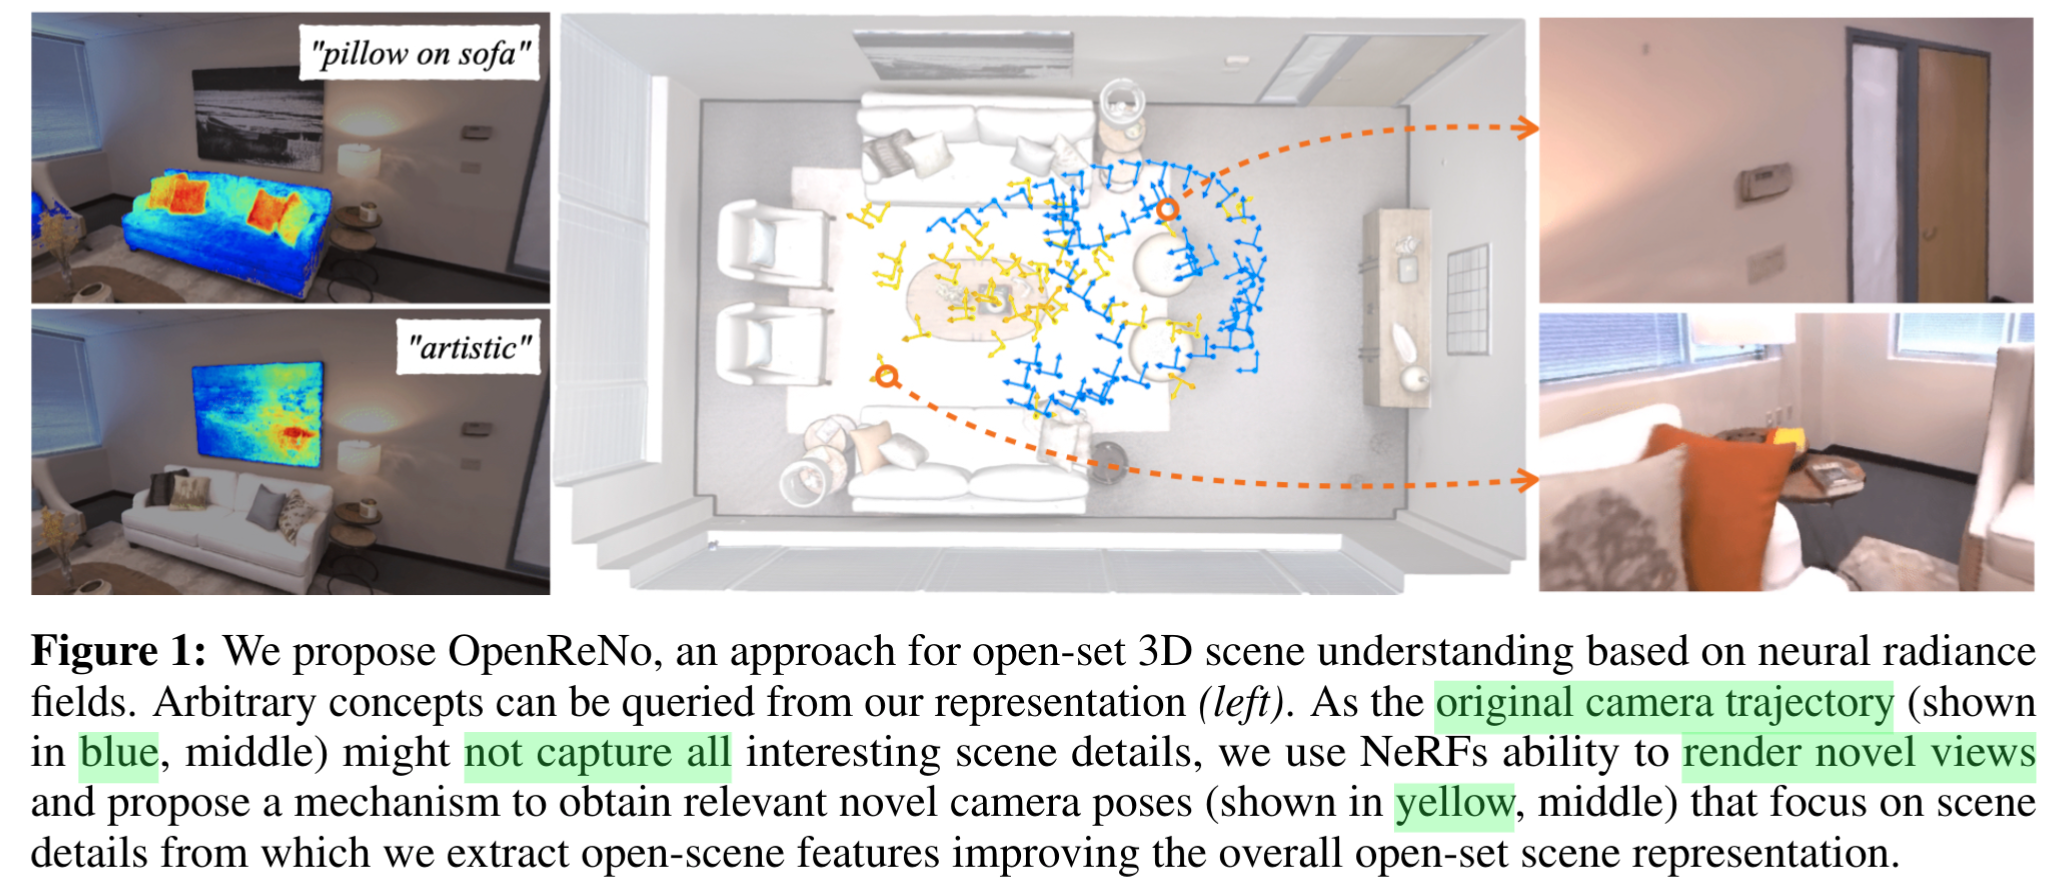 "pillow on sofa"
"artistic"
Figure 1: We propose OpenReNo, an approach for open-set 3D scene understanding based on neural radiance
fields. Arbitrary concepts can be queried from our representation (left). As the original camera trajectory (shown
in blue, middle) might not capture all interesting scene details, we use NeRFs ability to render novel views
and propose a mechanism to obtain relevant novel camera poses (shown in yellow, middle) that focus on scene
details from which we extract open-scene features improving the overall open-set scene representation.